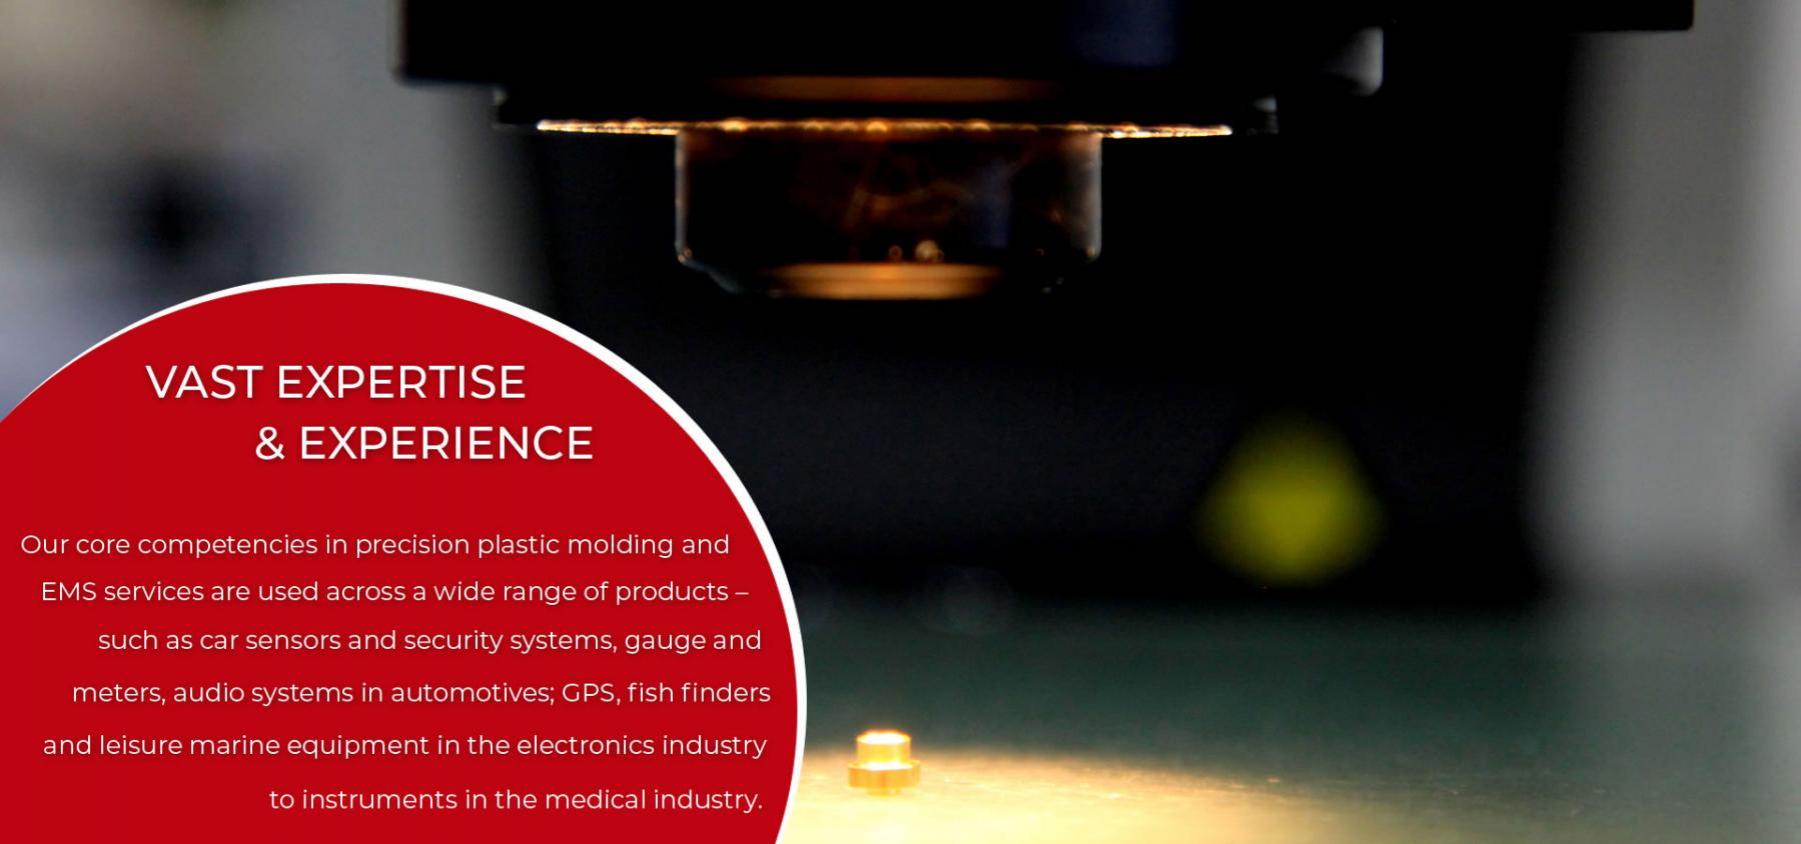 VAST EXPERTISE
& EXPERIENCE
Our core competencies in precision plastic molding and
EMS services are used across a wide range of products –
such as car sensors and security systems, gauge and
meters, audio systems in automotives; GPS, fish finders
and leisure marine equipment in the electronics industry
to instruments in the medical industry.